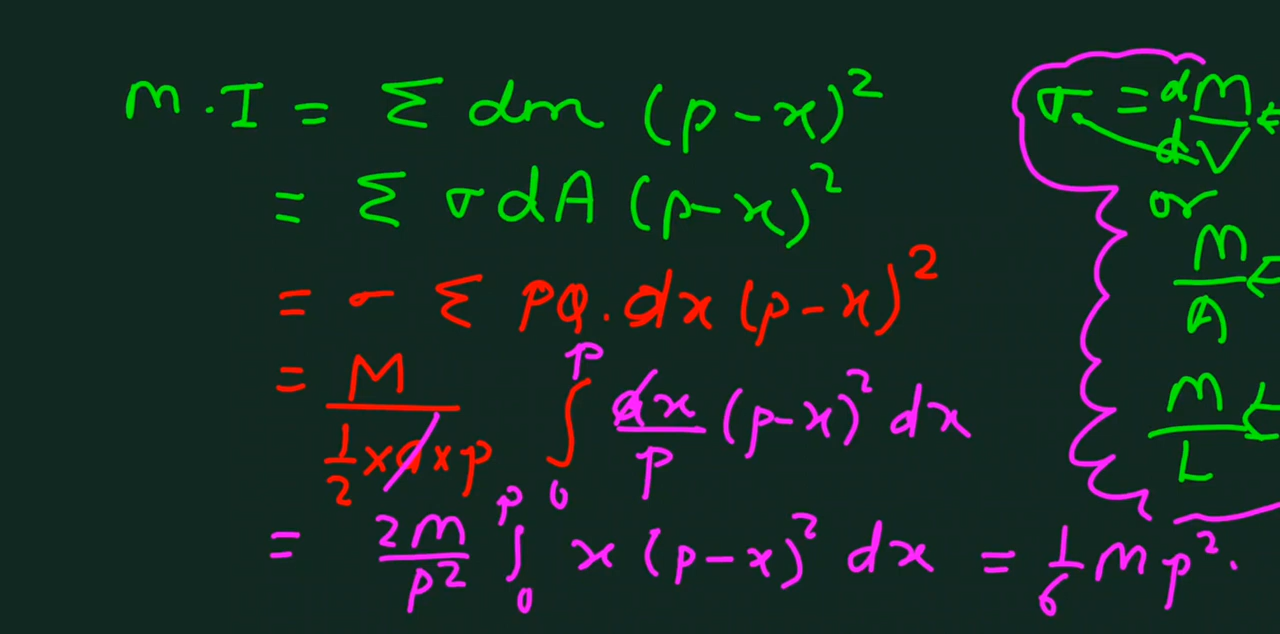 M.I = Σ dm (p-x)²
= Σ σ dA (p-x)²
= σ Σ PQ.dx (p-x)²
= M / (1/2 × a × p) ∫₀ᵖ ax/p (p-x)² dx
= 2M/p² ∫₀ᵖ x (p-x)² dx = 1/6 M p².
σ = dM/dV ←
or
M/A ←
M/L ←